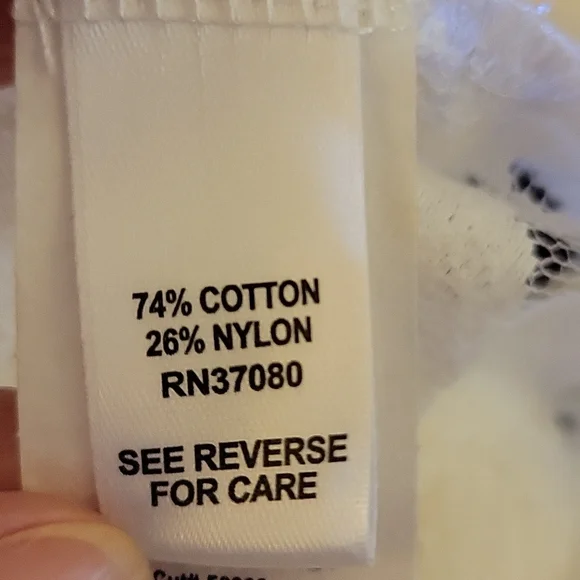 74% COTTON
26% NYLON
RN37080
SEE REVERSE
FOR CARE